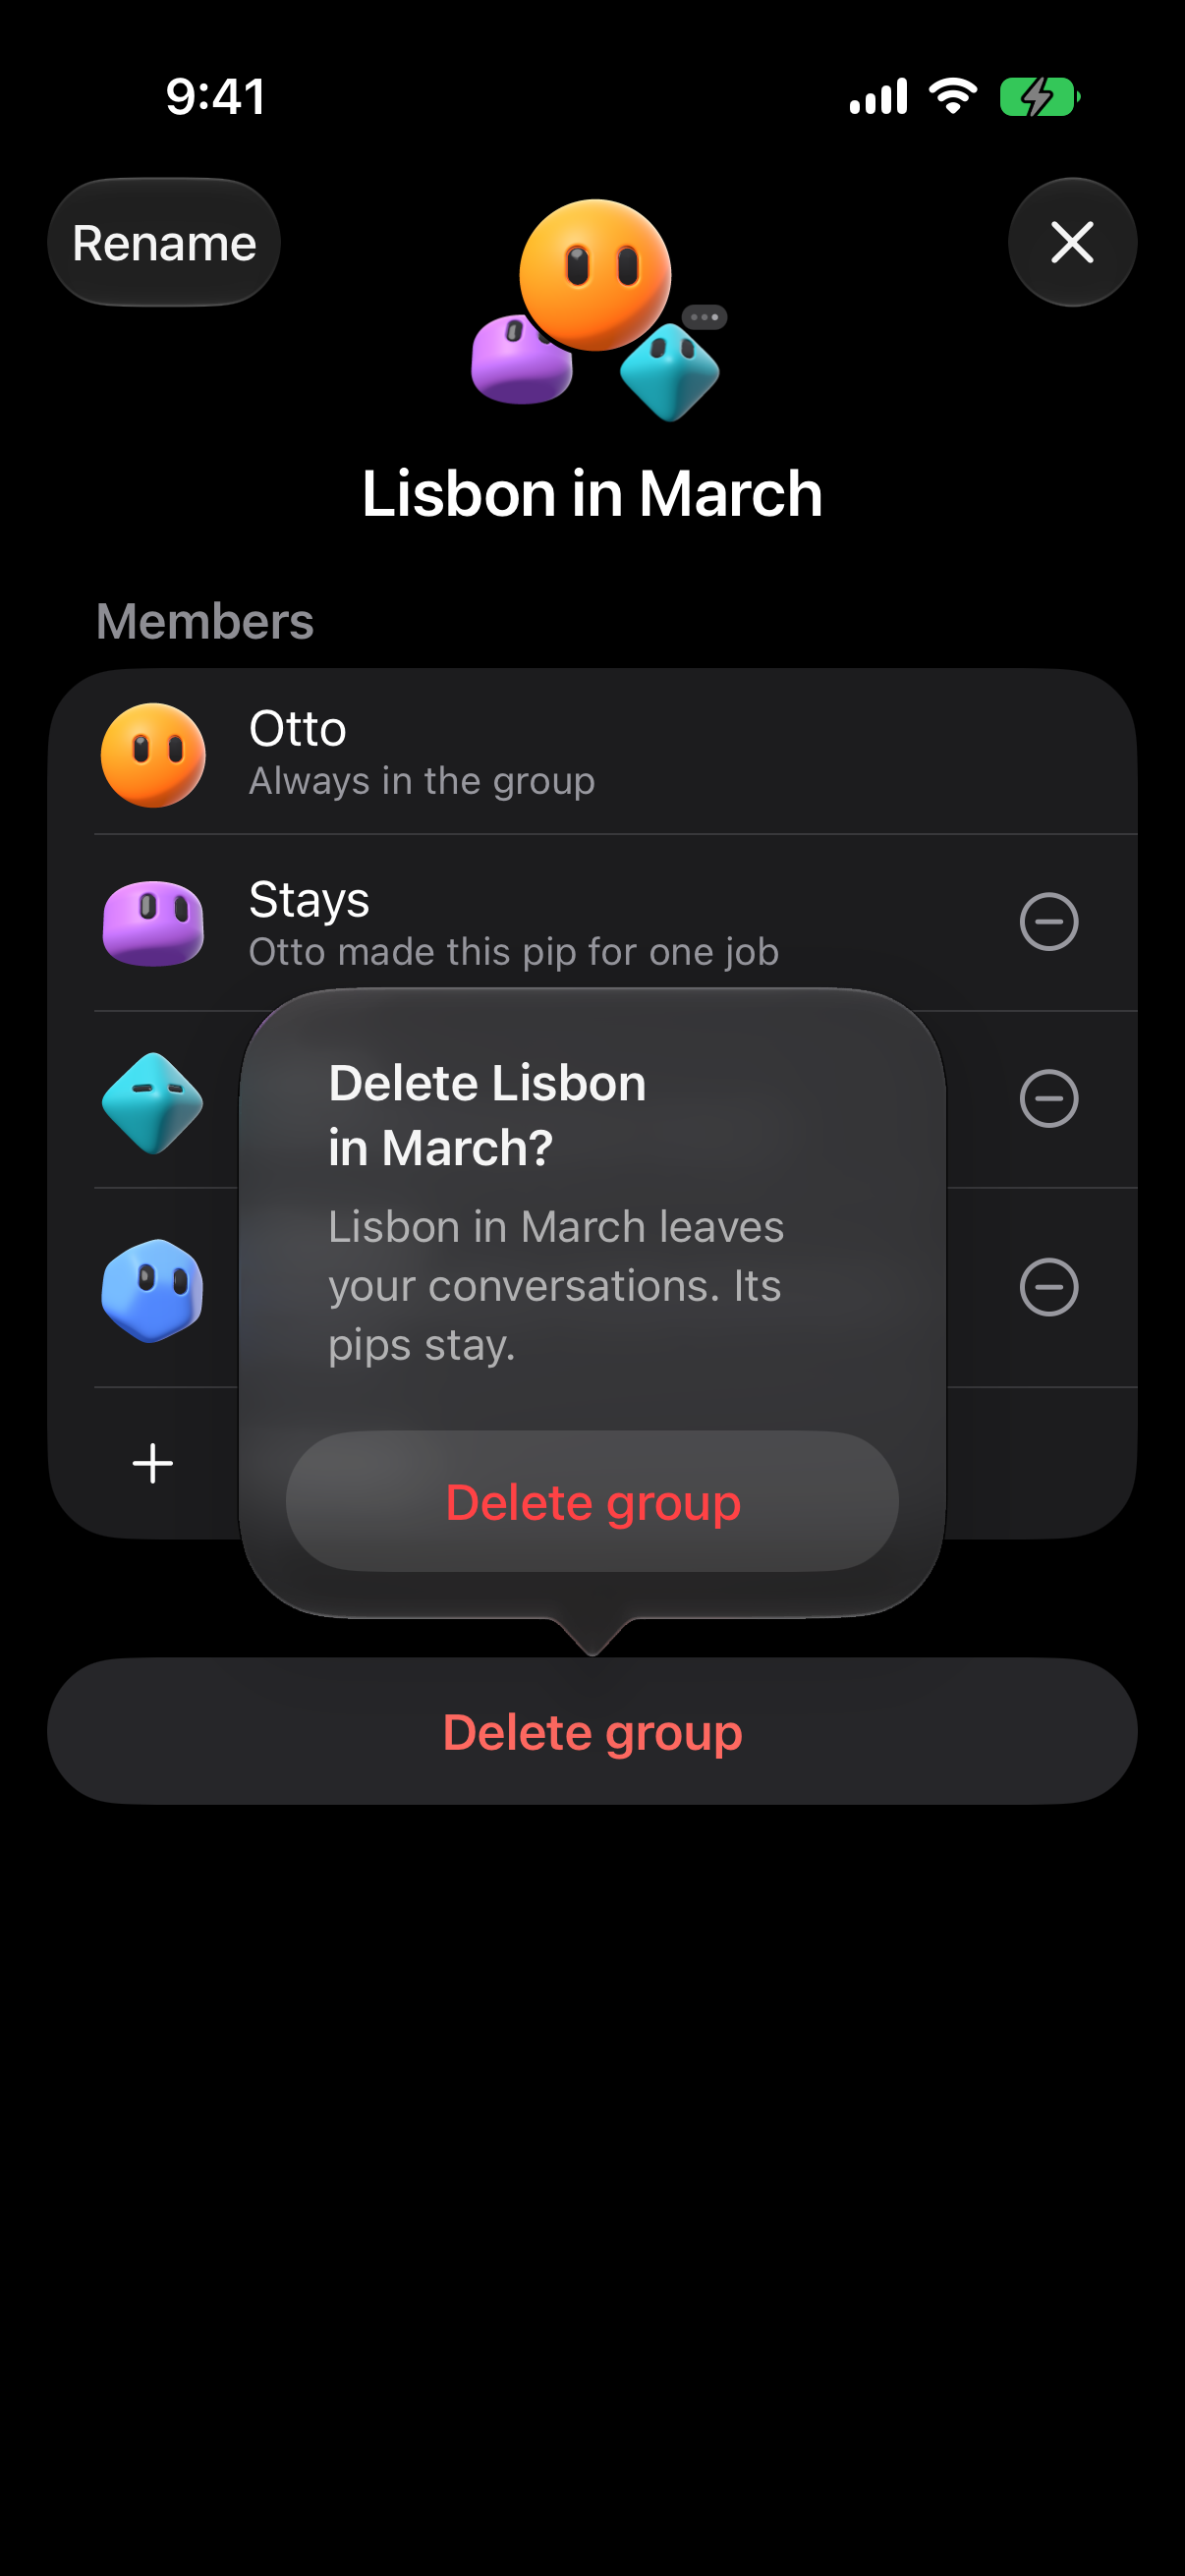 9:41
Rename
Lisbon in March
Members
Otto
Always in the group
Stays
Otto made this pip for one job
Delete Lisbon
in March?
Lisbon in March leaves
your conversations. Its
pips stay.
Delete group
Delete group